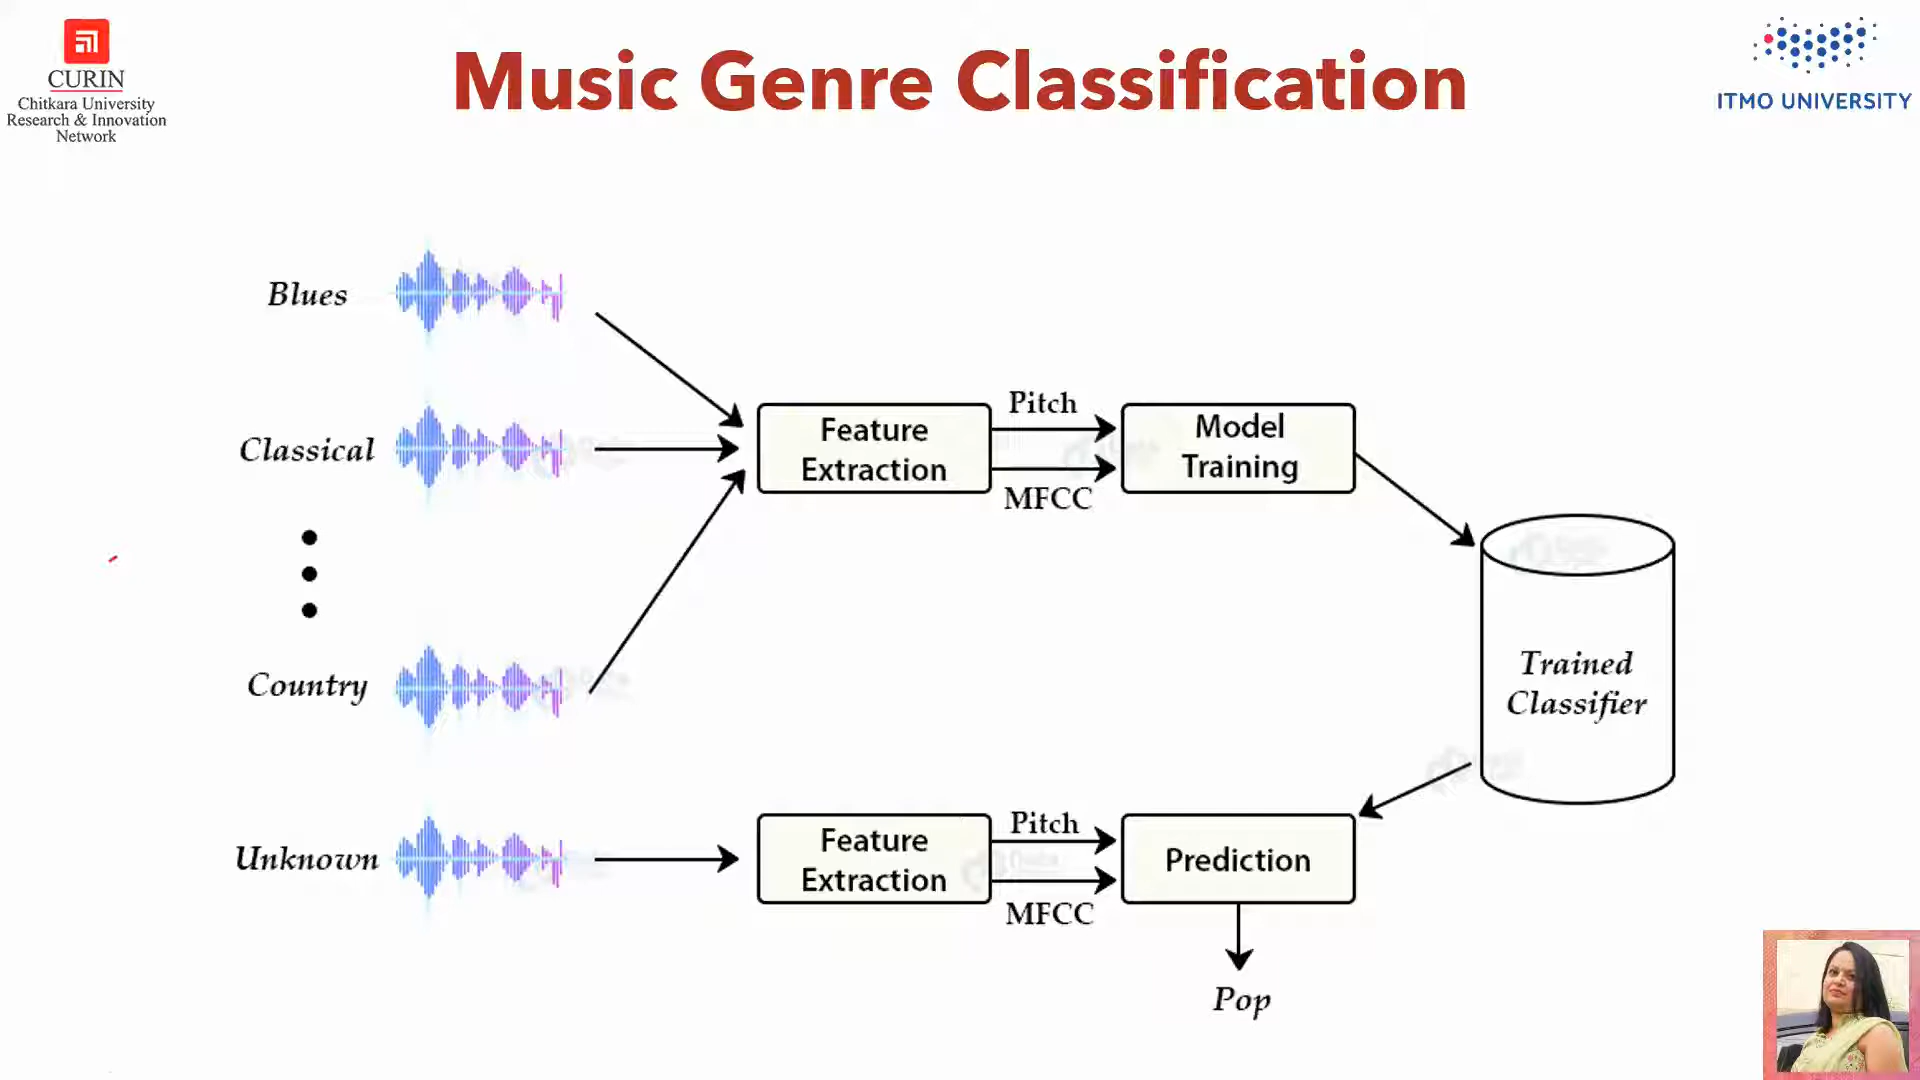 CURIN
Chitkara University
Research & Innovation
Network
Music Genre Classification
ITMO UNIVERSITY
Blues
Classical
Country
Unknown
Feature
Extraction
Pitch
MFCC
Model
Training
Trained
Classifier
Feature
Extraction
Pitch
MFCC
Prediction
Pop